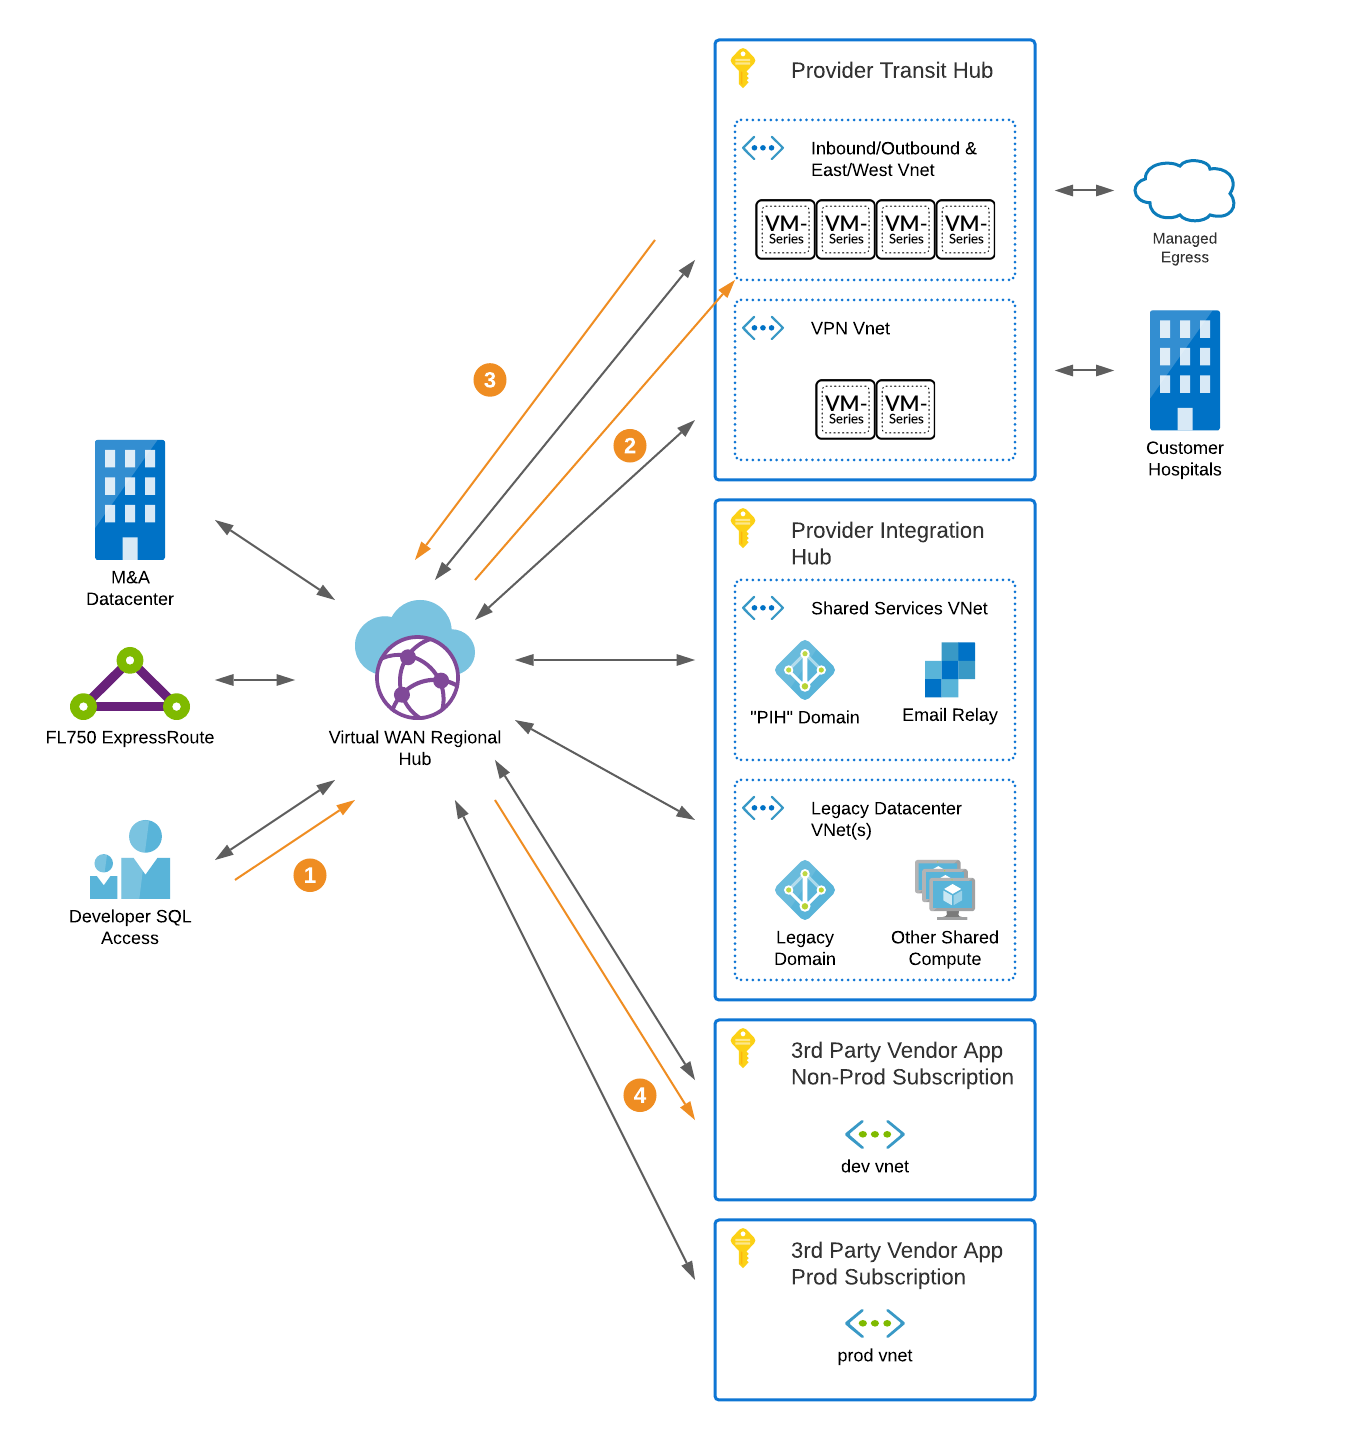 Provider Transit Hub
Inbound/Outbound &
East/West Vnet
VM-
Series
VM-
Series
VM-
Series
VM-
Series
Managed
Egress
VPN Vnet
VM-
Series
VM-
Series
Customer
Hospitals
3
2
M&A
Datacenter
FL750 ExpressRoute
Virtual WAN Regional
Hub
1
Developer SQL
Access
Provider Integration
Hub
Shared Services VNet
"PIH" Domain
Email Relay
Legacy Datacenter
VNet(s)
Legacy
Domain
Other Shared
Compute
4
3rd Party Vendor App
Non-Prod Subscription
dev vnet
3rd Party Vendor App
Prod Subscription
prod vnet